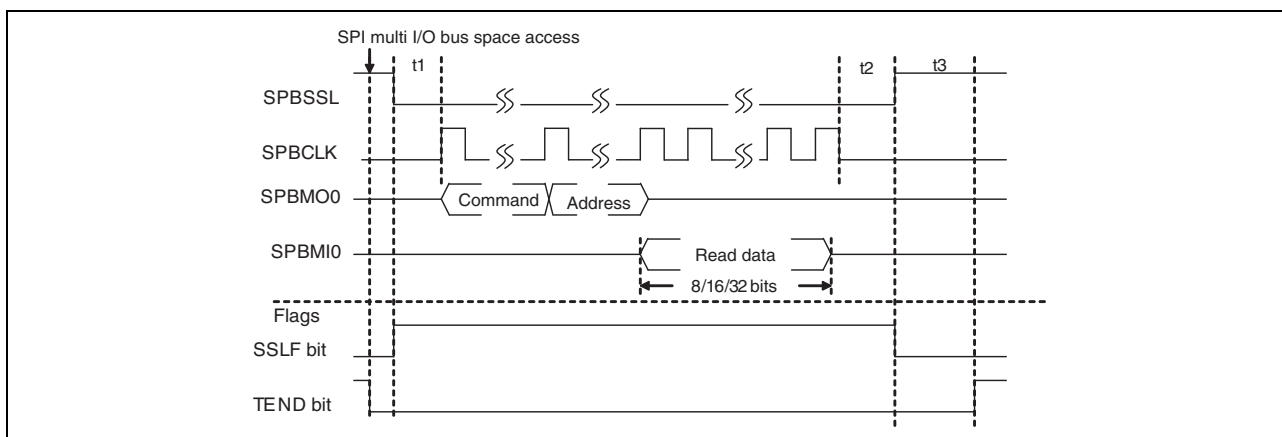 SPI multi I/O bus space access
t1
t2
t3
SPBSSL
SPBCLK
SPBMO0
Command
Address
SPBMI0
Read data
8/16/32 bits
Flags
SSLF bit
TEND bit